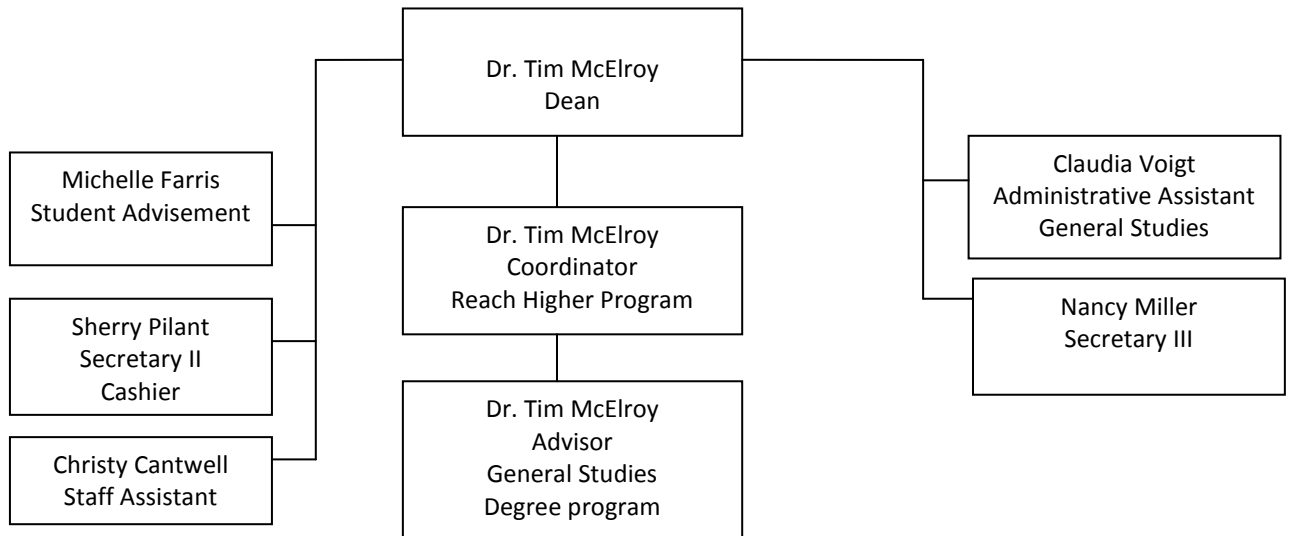 Dr. Tim McElroy
Dean
Michelle Farris
Student Advisement
Sherry Pilant
Secretary II
Cashier
Christy Cantwell
Staff Assistant
Dr. Tim McElroy
Coordinator
Reach Higher Program
Dr. Tim McElroy
Advisor
General Studies
Degree program
Claudia Voigt
Administrative Assistant
General Studies
Nancy Miller
Secretary III